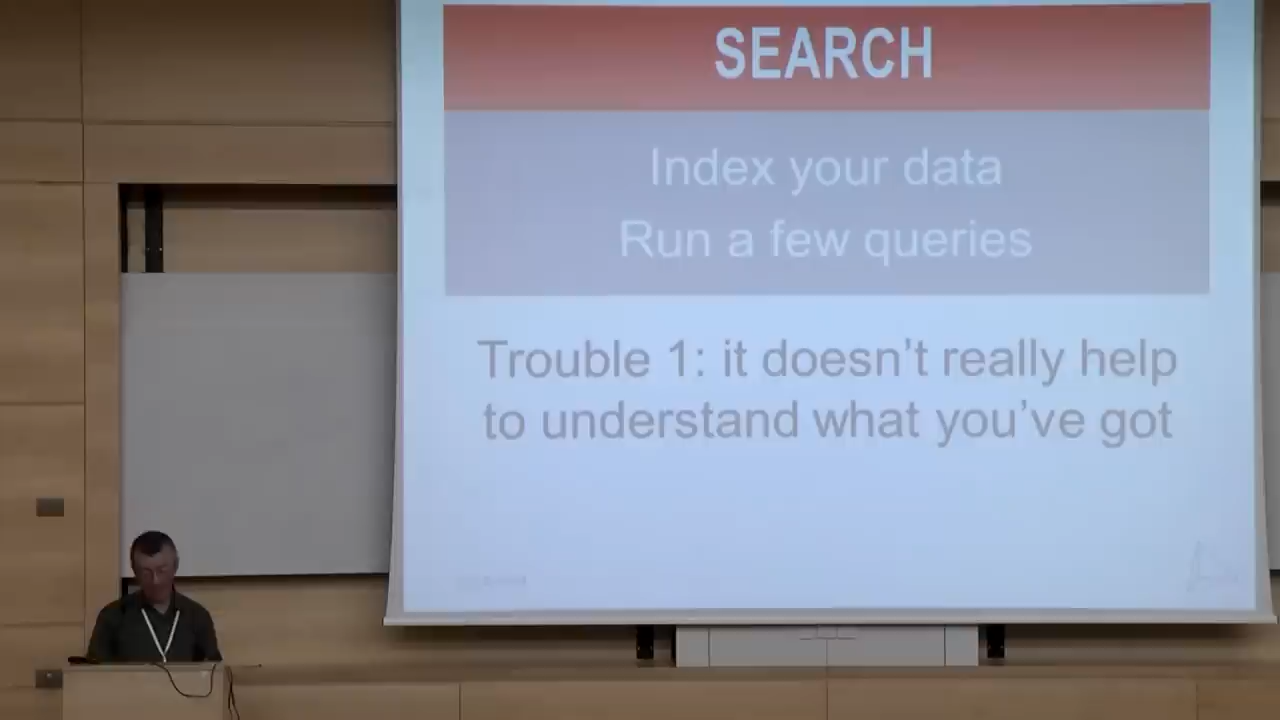 SEARCH
Index your data
Run a few queries
Trouble 1: it doesn’t really help
to understand what you’ve got